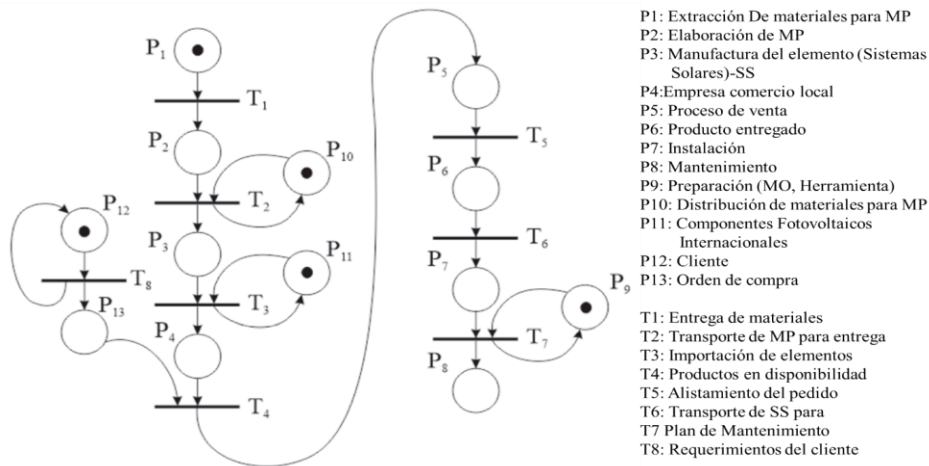 P1
T1
P2
P10
T2
P12
P3
P11
T8
P13
T3
P4
T4
P5
T5
P6
T6
P7
P9
T7
P8
P1: Extracción De materiales para MP
P2: Elaboración de MP
P3: Manufactura del elemento (Sistemas
Solares)-SS
P4:Empresa comercio local
P5: Proceso de venta
P6: Producto entregado
P7: Instalación
P8: Mantenimiento
P9: Preparación (MO, Herramienta)
P10: Distribución de materiales para MP
P11: Componentes Fotovoltaicos
Internacionales
P12: Cliente
P13: Orden de compra
T1: Entrega de materiales
T2: Transporte de MP para entrega
T3: Importación de elementos
T4: Productos en disponibilidad
T5: Alistamiento del pedido
T6: Transporte de SS para
T7 Plan de Mantenimiento
T8: Requerimientos del cliente